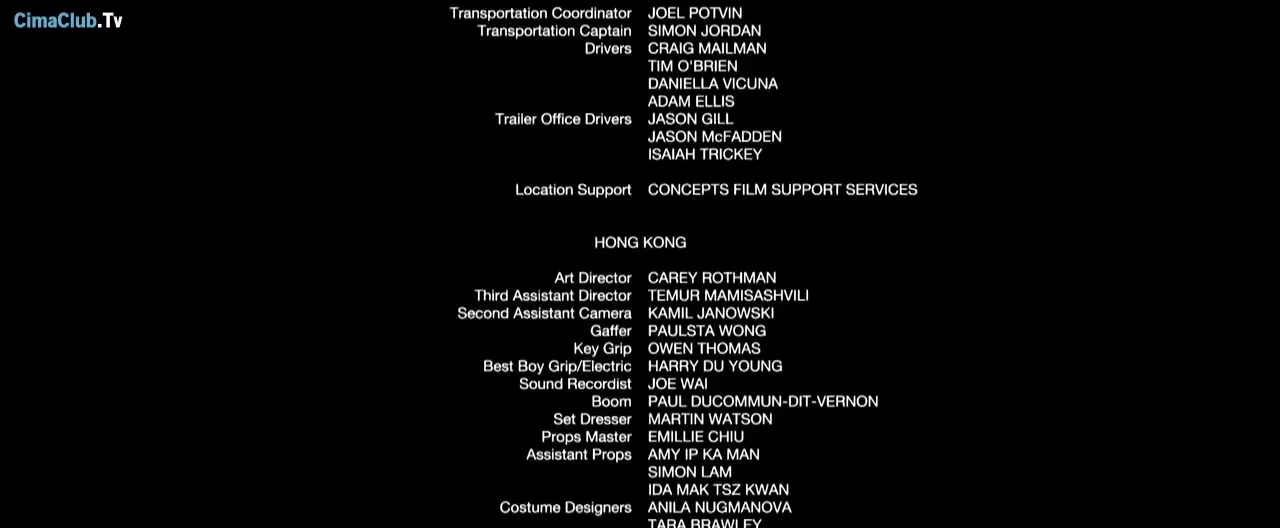 CimaClub.Tv
Transportation Coordinator JOEL POTVIN
Transportation Captain SIMON JORDAN
Drivers CRAIG MAILMAN
TIM O'BRIEN
DANIELLA VICUNA
ADAM ELLIS
Trailer Office Drivers JASON GILL
JASON McFADDEN
ISAIAH TRICKEY
Location Support CONCEPTS FILM SUPPORT SERVICES
HONG KONG
Art Director CAREY ROTHMAN
Third Assistant Director TEMUR MAMISASHVILI
Second Assistant Camera KAMIL JANOWSKI
Gaffer PAULSTA WONG
Key Grip OWEN THOMAS
Best Boy Grip/Electric HARRY DU YOUNG
Sound Recordist JOE WAI
Boom PAUL DUCOMMUN-DIT-VERNON
Set Dresser MARTIN WATSON
Props Master EMILLIE CHIU
Assistant Props AMY IP KA MAN
SIMON LAM
IDA MAK TSZ KWAN
Costume Designers ANILA NUGMANOVA
TARA BRAWLEY